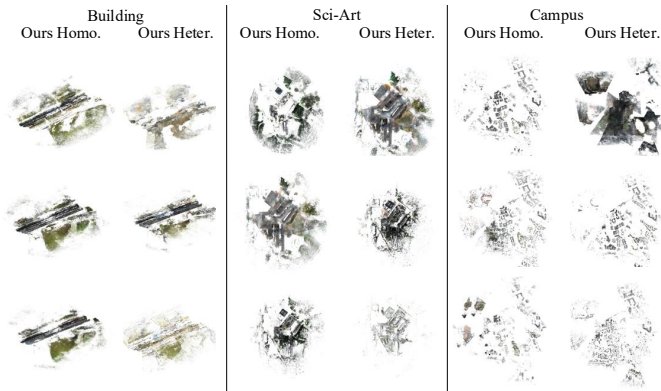 Building Sci-Art Campus
Ours Homo. Ours Heter. Ours Homo. Ours Heter. Ours Homo. Ours Heter.